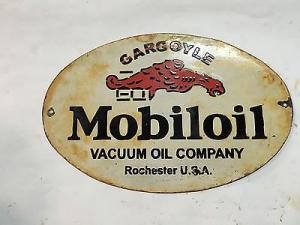 GARGOYLE
Mobiloil
VACUUM OIL COMPANY
Rochester U.S.A.